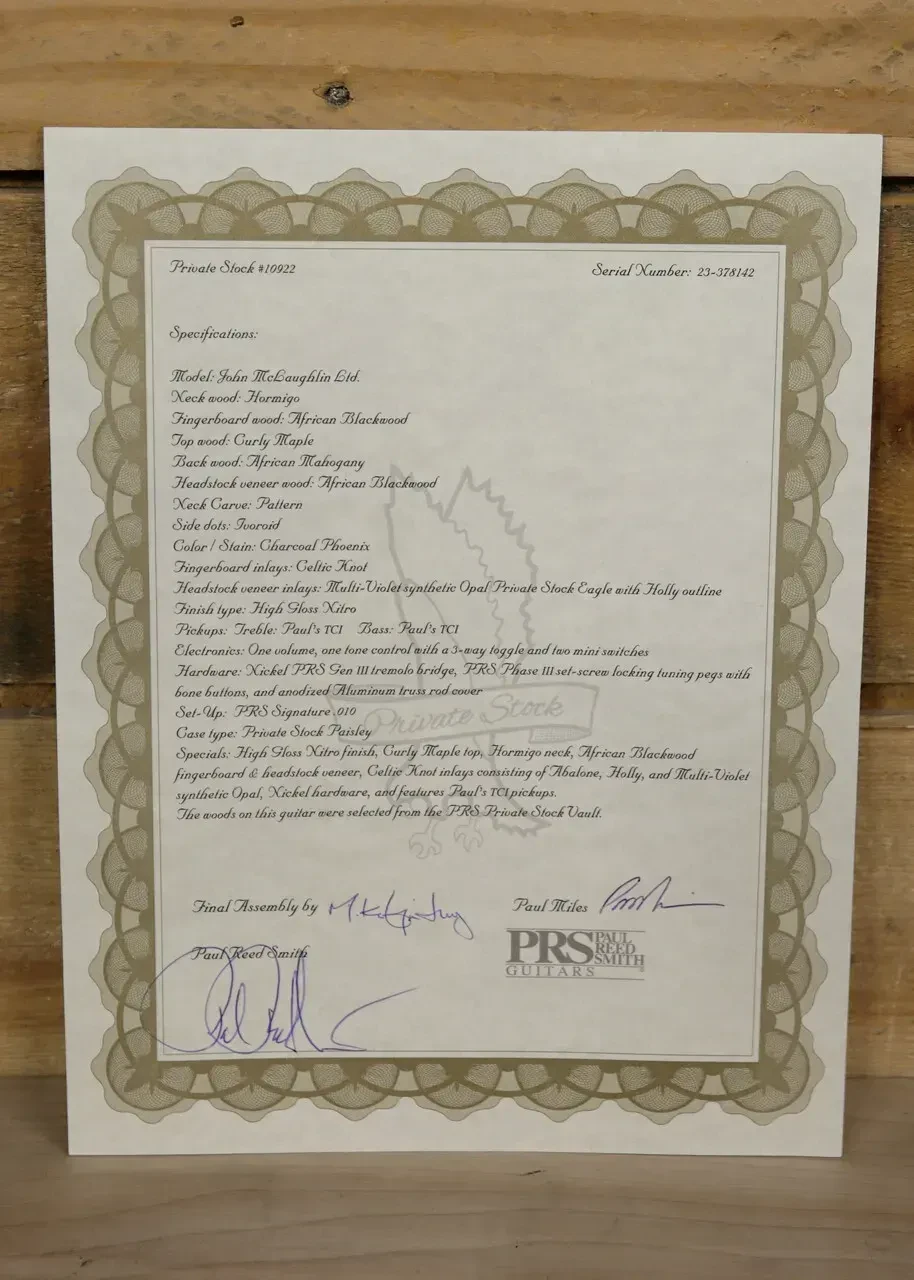 Private Stock #10922
Serial Number: 23-378142
Specifications:
Model: John McLaughlin Ltd.
Neck wood: Hormigo
Fingerboard wood: African Blackwood
Top wood: Curly Maple
Back wood: African Mahogany
Headstock veneer wood: African Blackwood
Neck Carve: Pattern
Side dots: Ivoroid
Color / Stain: Charcoal Phoenix
Fingerboard inlays: Celtic Knot
Headstock veneer inlays: Multi-Violet synthetic Opal Private Stock Eagle with Holly outline
Finish type: High Gloss Nitro
Pickups: Treble: Paul's TCI Bass: Paul's TCI
Electronics: One volume, one tone control with a 3-way toggle and two mini switches
Hardware: Nickel PRS Gen III tremolo bridge, PRS Phase III set-screw locking tuning pegs with
bone buttons, and anodized Aluminum truss rod cover
Set-Up: PRS Signature .010
Private Stock
Case type: Private Stock Paisley
Specials: High Gloss Nitro finish, Curly Maple top, Hormigo neck, African Blackwood
fingerboard & headstock veneer, Celtic Knot inlays consisting of Abalone, Holly, and Multi-Violet
synthetic Opal, Nickel hardware, and features Paul's TCI pickups.
The woods on this guitar were selected from the PRS Private Stock Vault.
Final Assembly by
Paul Miles
Paul Reed Smith
PRS PAUL
REED
SMITH
GUITARS